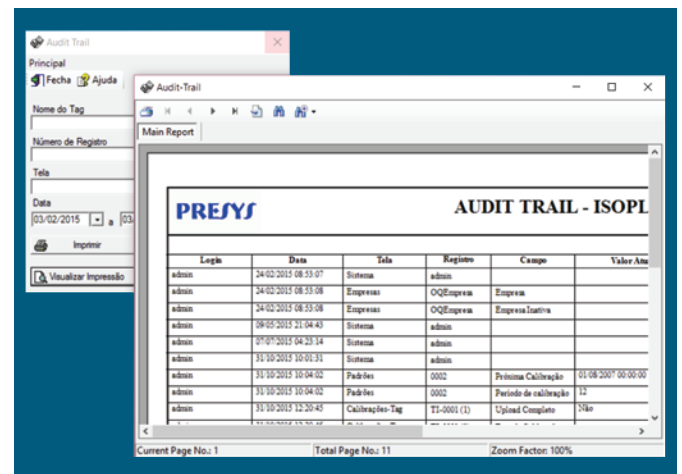 Audit Trail
Principal
Fecha Ajuda
Nome do Tag
Número de Registro
Tela
Data
03/02/2015 a 03/
Imprimir
Visualizar Impressão
Audit-Trail
Main Report
PRESYS AUDIT TRAIL - ISOPL
Login Data Tela Registro Campo Valor Atu
admin 24/02/2015 08:53:07 Sistema admin
admin 24/02/2015 08:53:08 Empresas OQEmpresa Empresa
admin 24/02/2015 08:53:08 Empresas OQEmpresa Empresa Inativa
admin 09/05/2015 21:04:43 Sistema admin
admin 07/07/2015 04:23:14 Sistema admin
admin 31/10/2015 10:01:31 Sistema admin
admin 31/10/2015 10:04:02 Padrões 0002 Próxima Calibração 01/08/2007 00:00:00
admin 31/10/2015 10:04:02 Padrões 0002 Período de calibração 12
admin 31/10/2015 12:20:45 Calibrações-Tag TI-0001 (1) Upload Completo Não
Current Page No.: 1 Total Page No.: 11 Zoom Factor: 100%